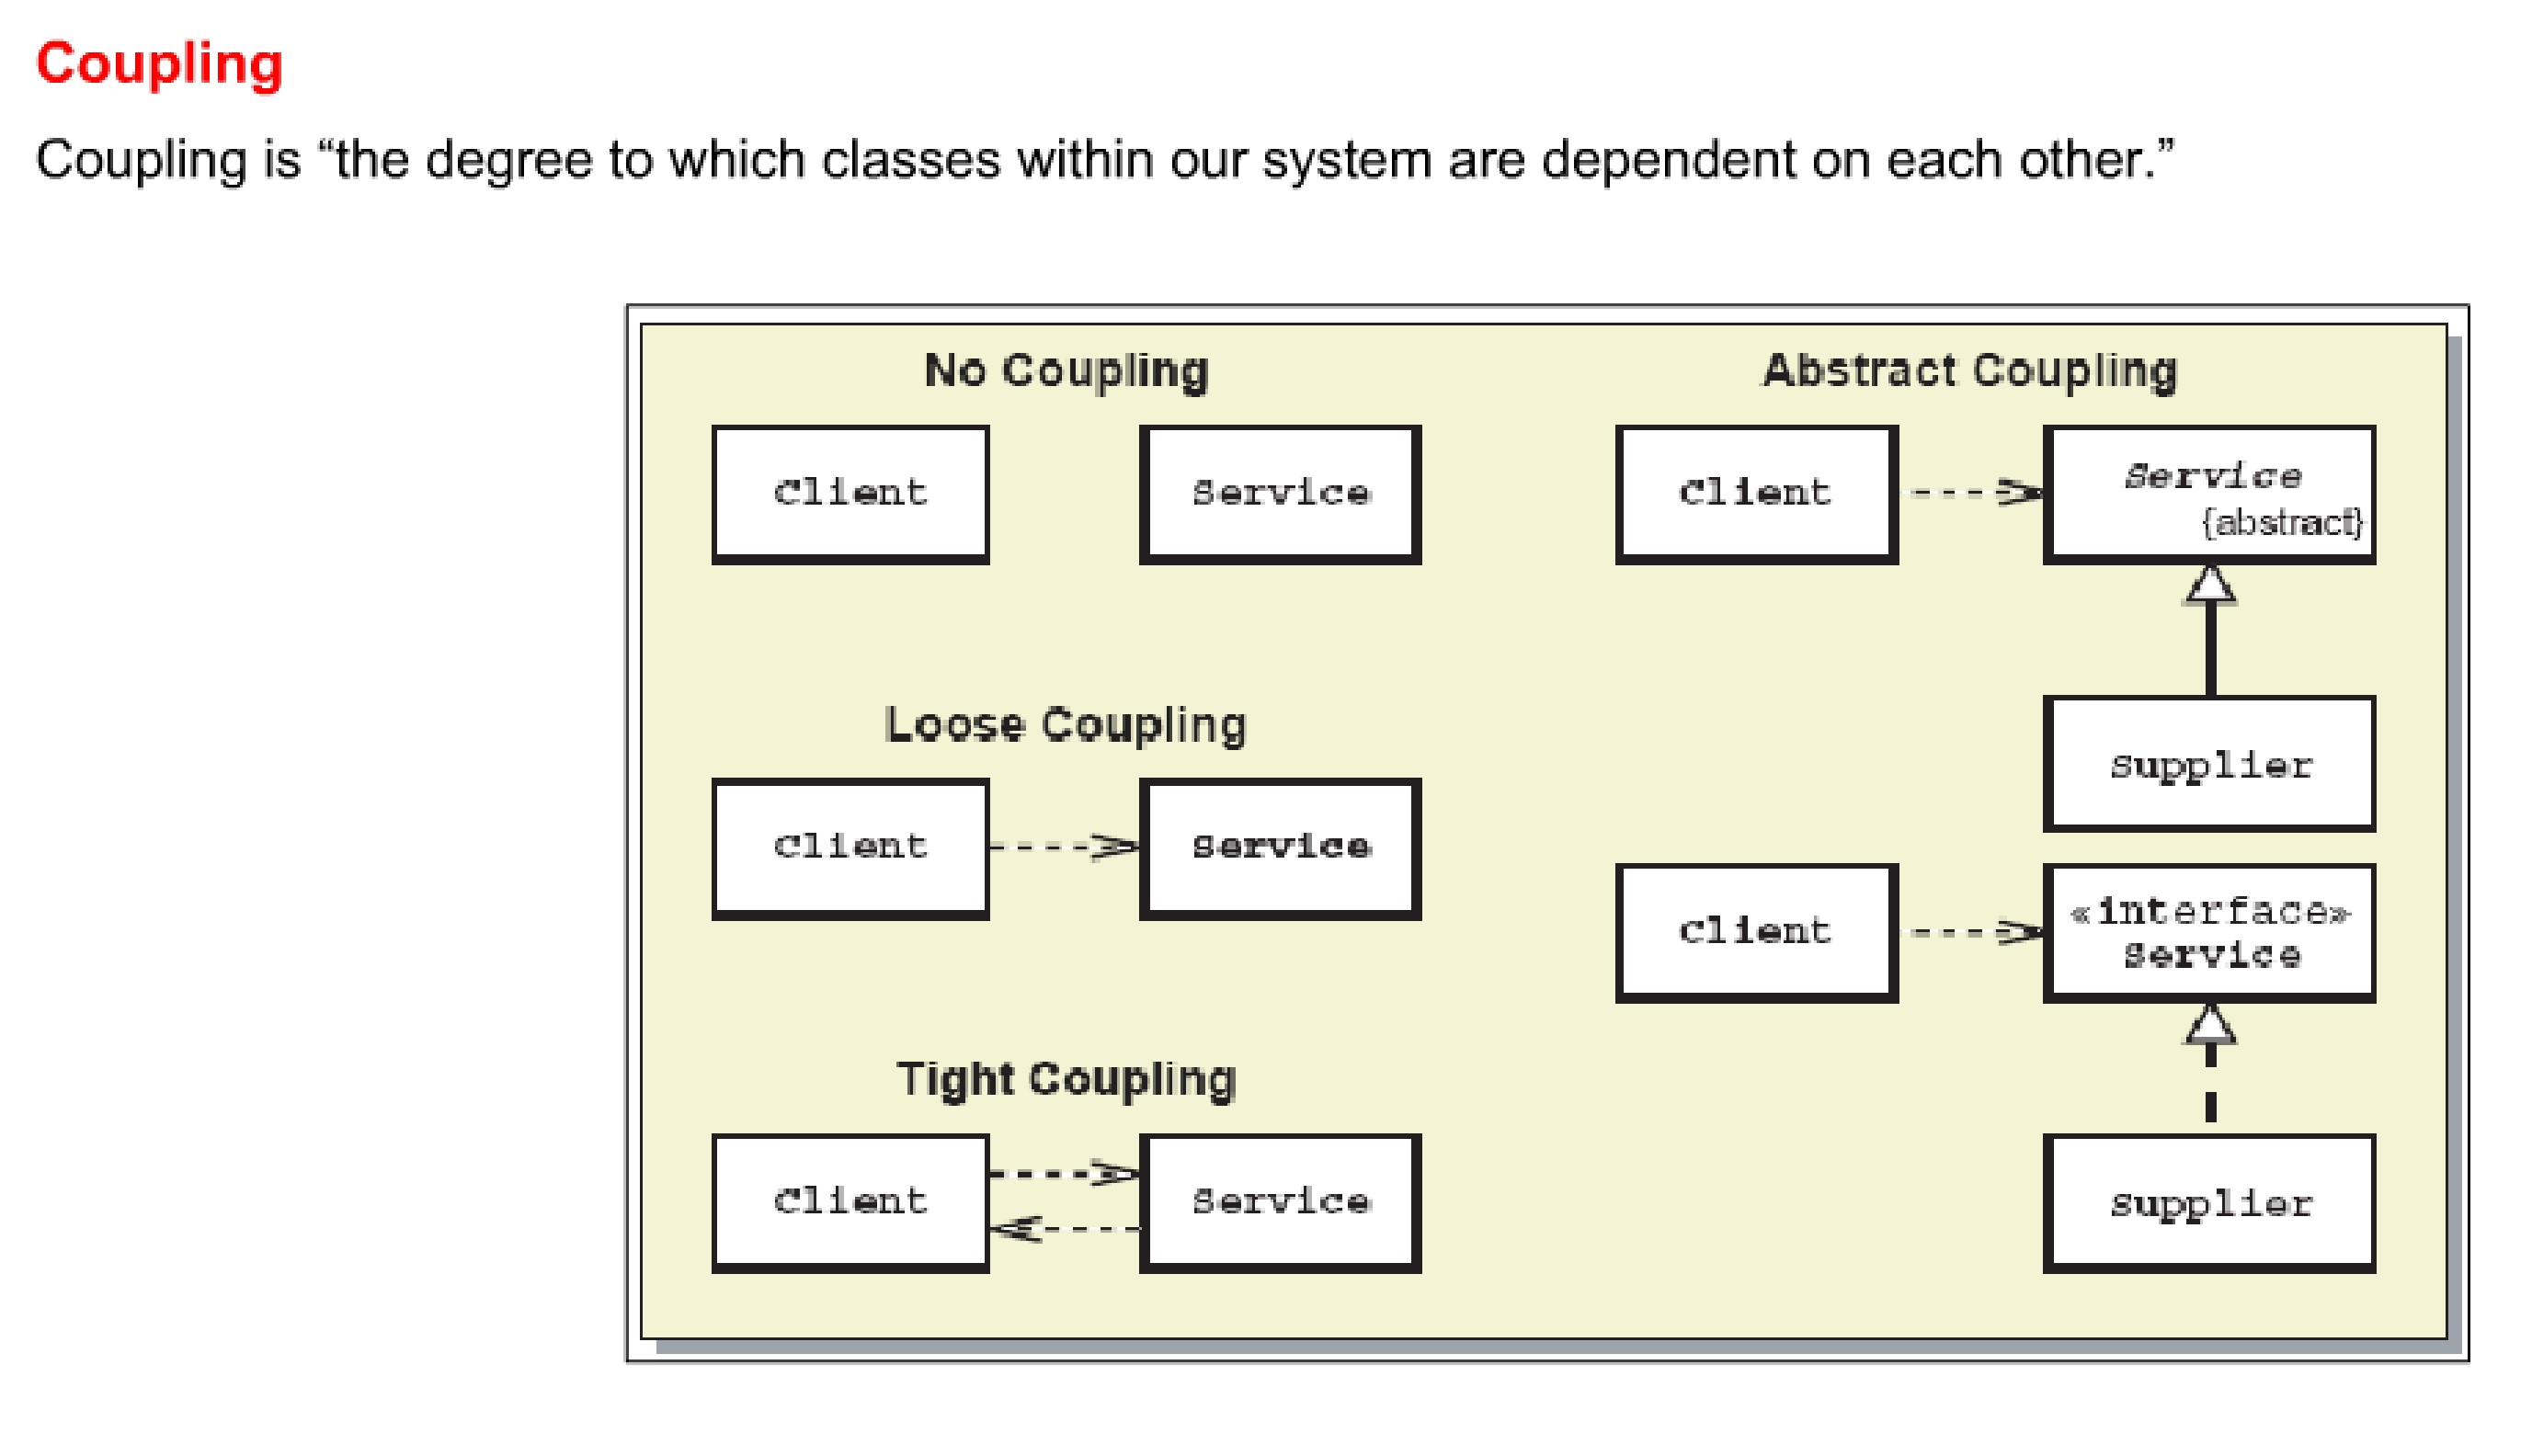 Coupling
Coupling is “the degree to which classes within our system are dependent on each other.”
No Coupling
Client
Service
Loose Coupling
Client
Service
Tight Coupling
Client
Service
Abstract Coupling
Client
Service
{abstract}
Supplier
Client
«interface»
Service
Supplier